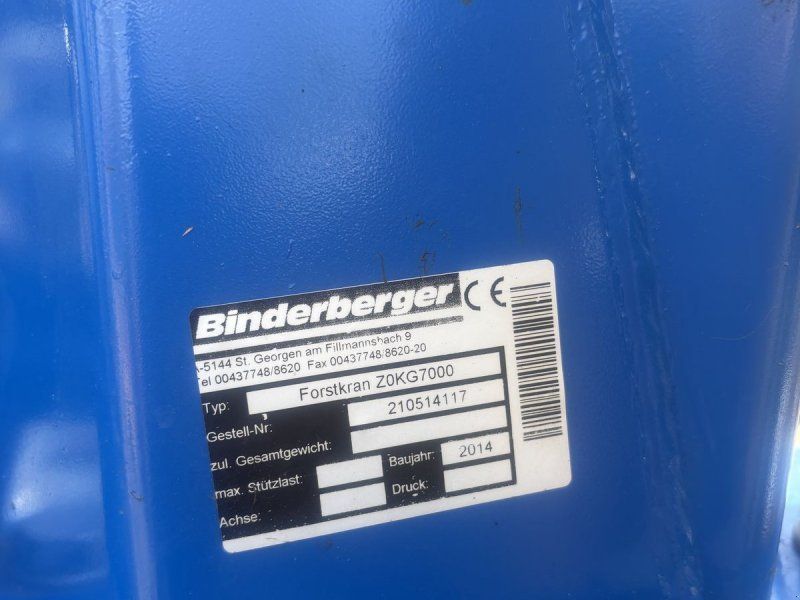 Binderberger CE
A-5144 St. Georgen am Fillmannsbach 9
Tel 00437748/8620 Fax 00437748/8620-20
Typ: Forstkran Z0KG7000
Gestell-Nr: 210514117
zul. Gesamtgewicht:
max. Stützlast: Baujahr: 2014
Achse: Druck: